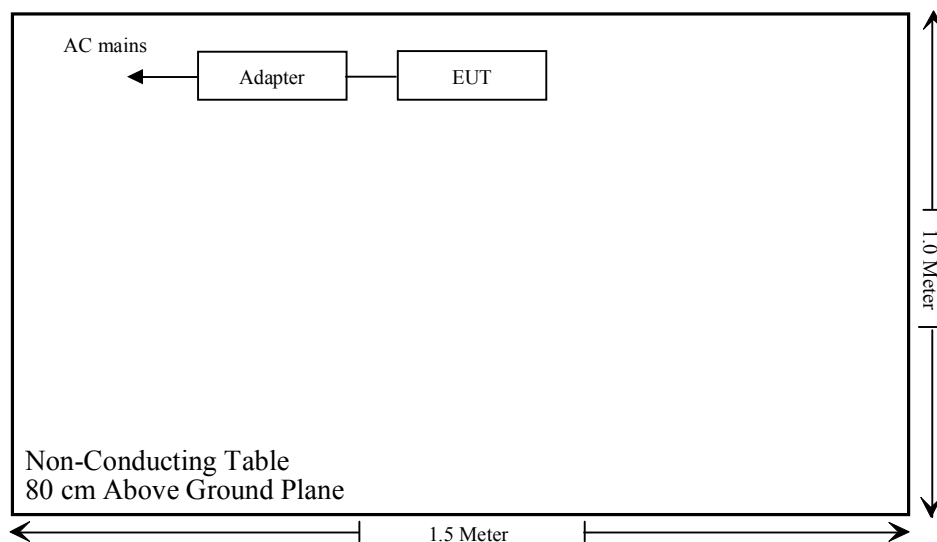 AC mains
Adapter
EUT
1.0 Meter
Non-Conducting Table
80 cm Above Ground Plane
1.5 Meter